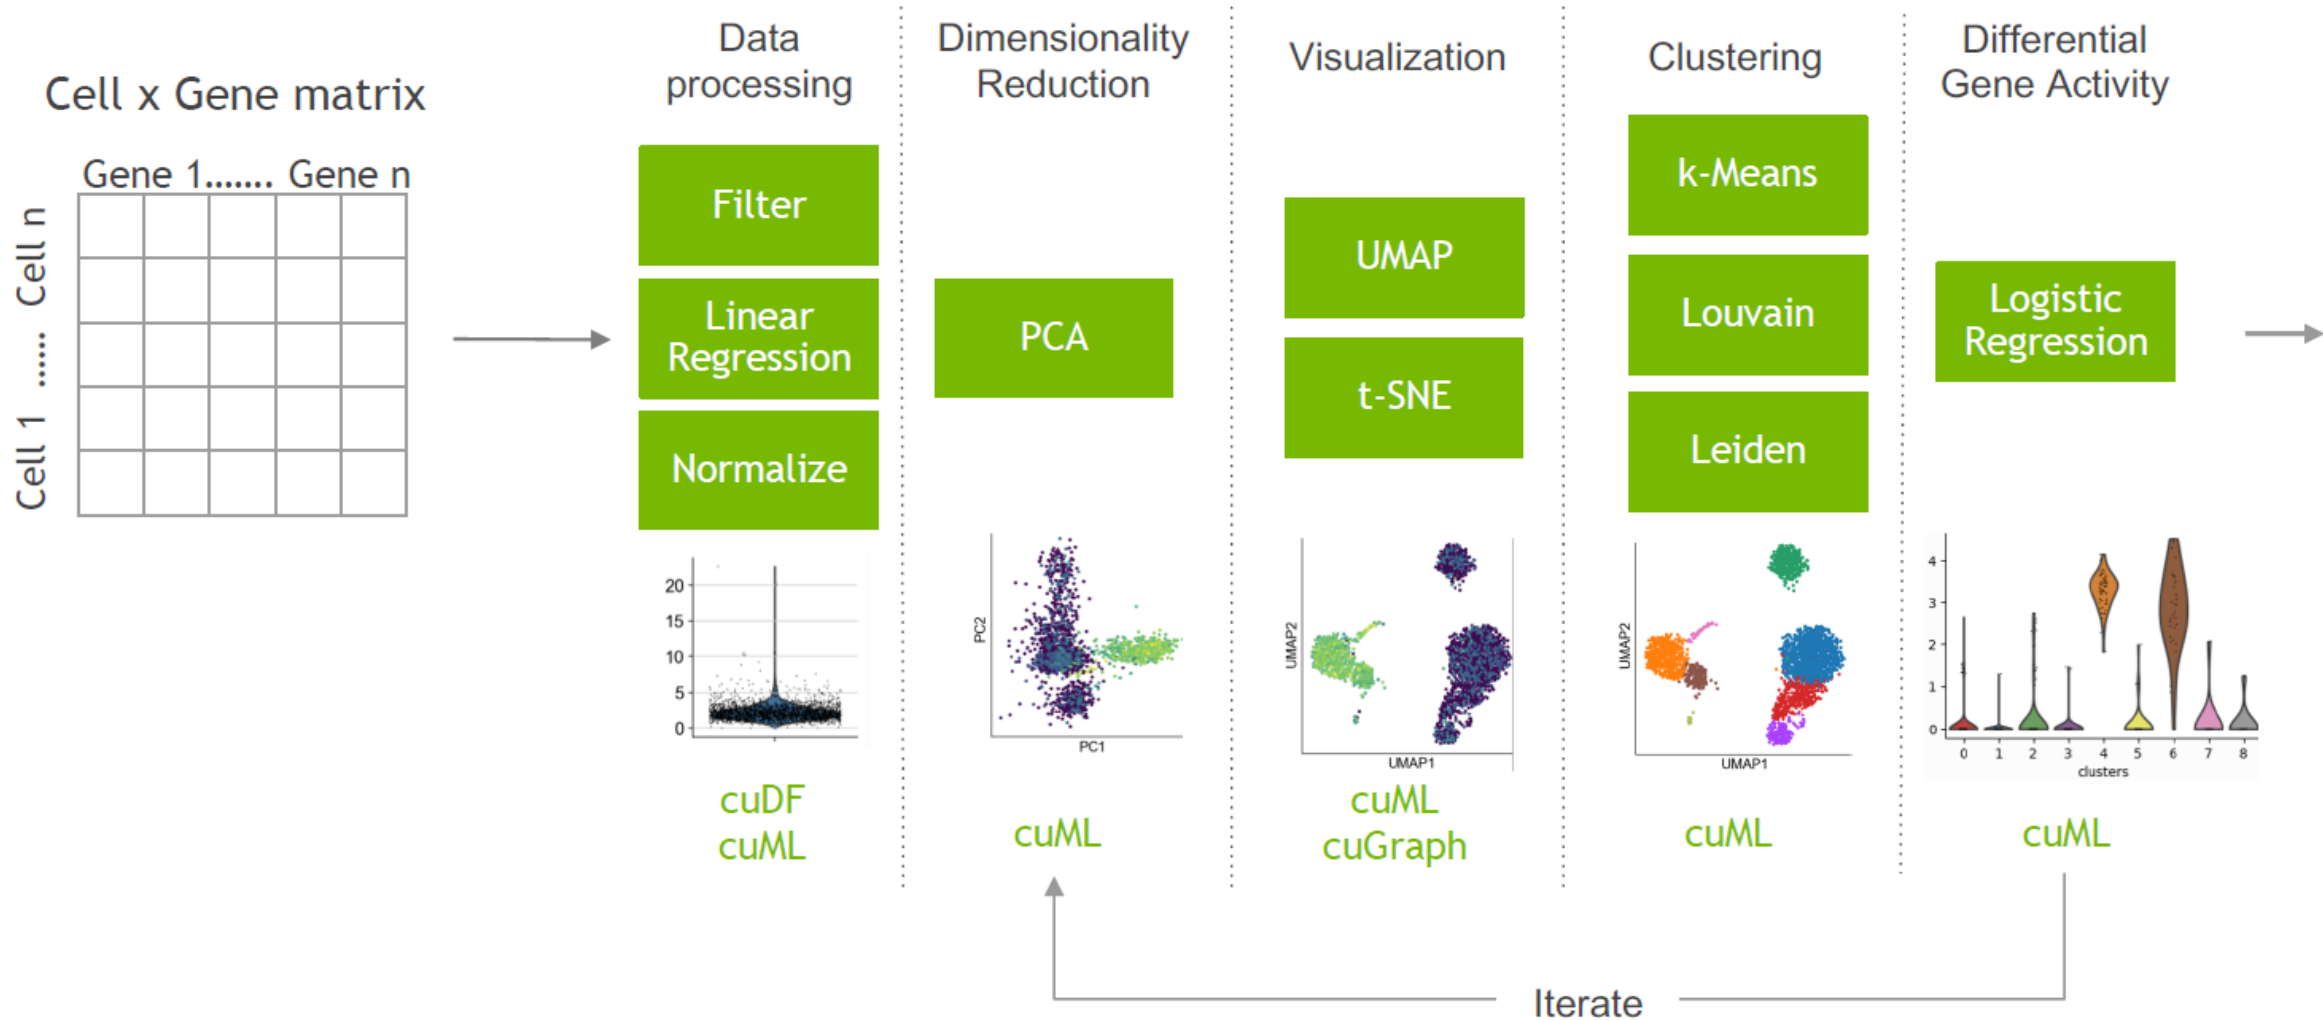 Cell x Gene matrix
Gene 1....... Gene n
Cell 1 ...... Cell n
Data
processing
Filter
Linear
Regression
Normalize
20
15
10
5
0
cuDF
cuML
Dimensionality
Reduction
PCA
PC2
PC1
cuML
Visualization
UMAP
t-SNE
UMAP2
UMAP1
cuML
cuGraph
Clustering
k-Means
Louvain
Leiden
UMAP2
UMAP1
cuML
Differential
Gene Activity
Logistic
Regression
4
3
2
1
0
0 1 2 3 4 5 6 7 8
clusters
cuML
Iterate